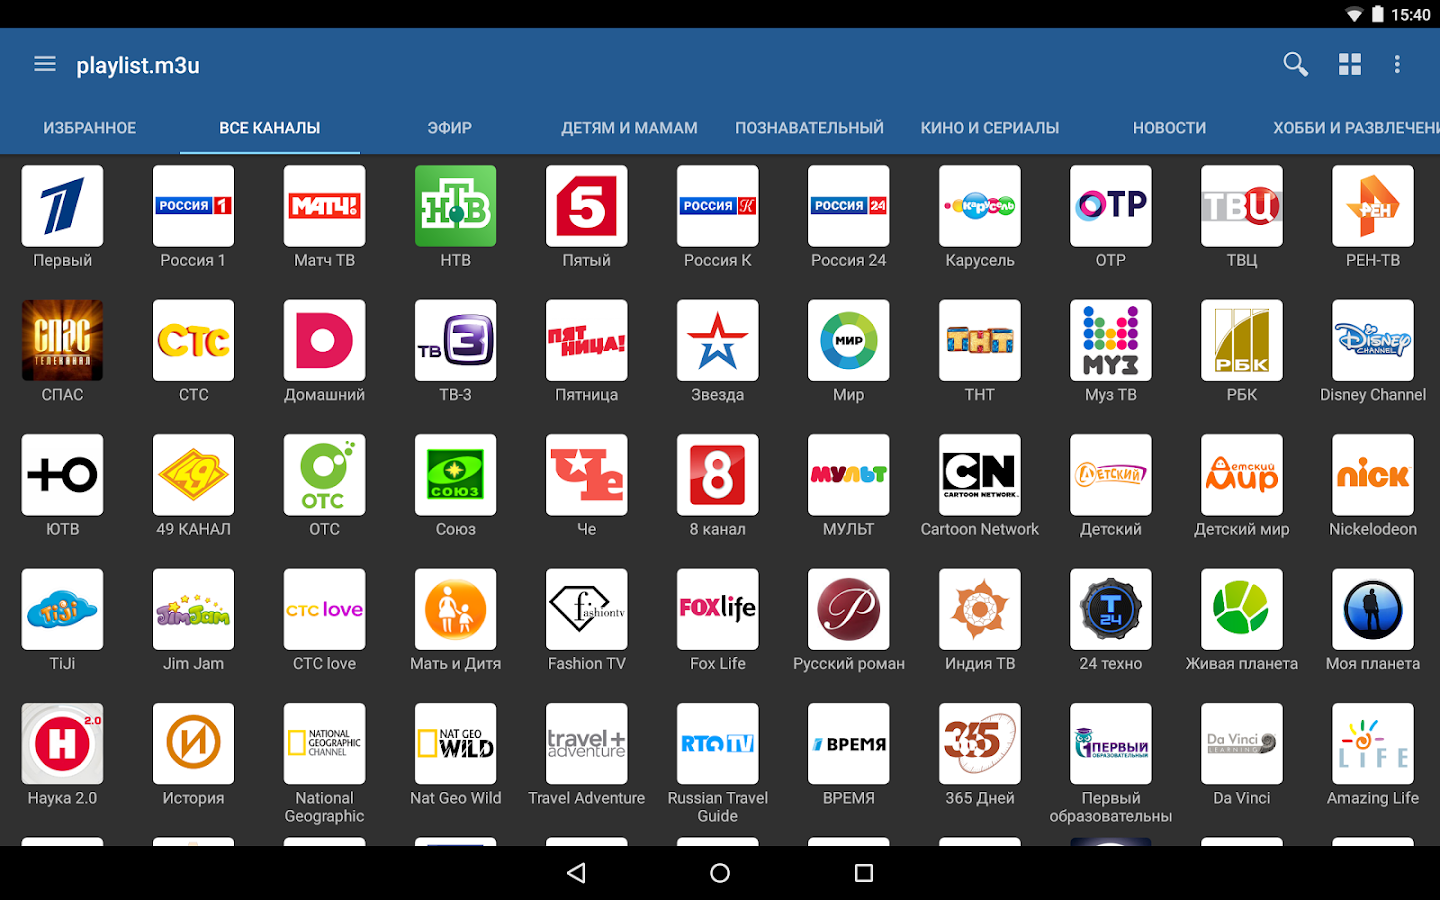 15:40
playlist.m3u
ИЗБРАННОЕ ВСЕ КАНАЛЫ ЭФИР ДЕТЯМ И МАМАМ ПОЗНАВАТЕЛЬНЫЙ КИНО И СЕРИАЛЫ НОВОСТИ ХОББИ И РАЗВЛЕЧЕНИ
РОССИЯ 1 МАТЧ! НТВ 5 РОССИЯ К РОССИЯ 24 карусель ОТР ТВЦ РЕН
Первый Россия 1 Матч ТВ НТВ Пятый Россия К Россия 24 Карусель ОТР ТВЦ РЕН-ТВ
СПАС ТЕЛЕКАНАЛ СТС ТВ 3 ПЯТНИЦА! МИР ТНТ МУЗ РБК Disney CHANNEL
СПАС СТС Домашний ТВ-3 Пятница Звезда Мир ТНТ Муз ТВ РБК Disney Channel
Ю 49 ОТС СОЮЗ Че 8 МУЛЬТ CN CARTOON NETWORK ДЕТСКИЙ Детский Мир nick
ЮТВ 49 КАНАЛ ОТС Союз Че 8 канал МУЛЬТ Cartoon Network Детский Детский мир Nickelodeon
TiJi JimJam СТС love fashiontv FOXlife Р Т 24
TiJi Jim Jam СТС love Мать и Дитя Fashion TV Fox Life Русский роман Индия ТВ 24 техно Живая планета Моя планета
Н 2.0 И NATIONAL GEOGRAPHIC CHANNEL NAT GEO WILD travel+ adventure RTG TV ВРЕМЯ 365 1 ПЕРВЫЙ ОБРАЗОВАТЕЛЬНЫЙ Da Vinci LEARNING LIFE
Наука 2.0 История National Geographic Nat Geo Wild Travel Adventure Russian Travel Guide ВРЕМЯ 365 Дней Первый образовательны Da Vinci Amazing Life